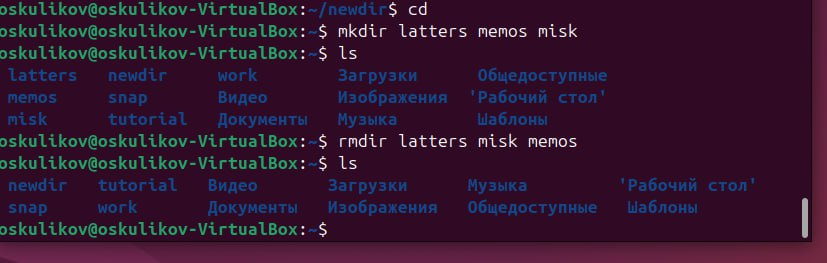 oskulikov@oskulikov-VirtualBox:~/newdir$ cd
oskulikov@oskulikov-VirtualBox:~$ mkdir latters memos misk
oskulikov@oskulikov-VirtualBox:~$ ls
latters newdir work Загрузки Общедоступные
memos snap Видео Изображения 'Рабочий стол'
misk tutorial Документы Музыка Шаблоны
oskulikov@oskulikov-VirtualBox:~$ rmdir latters misk memos
oskulikov@oskulikov-VirtualBox:~$ ls
newdir tutorial Видео Загрузки Музыка 'Рабочий стол'
snap work Документы Изображения Общедоступные Шаблоны
oskulikov@oskulikov-VirtualBox:~$